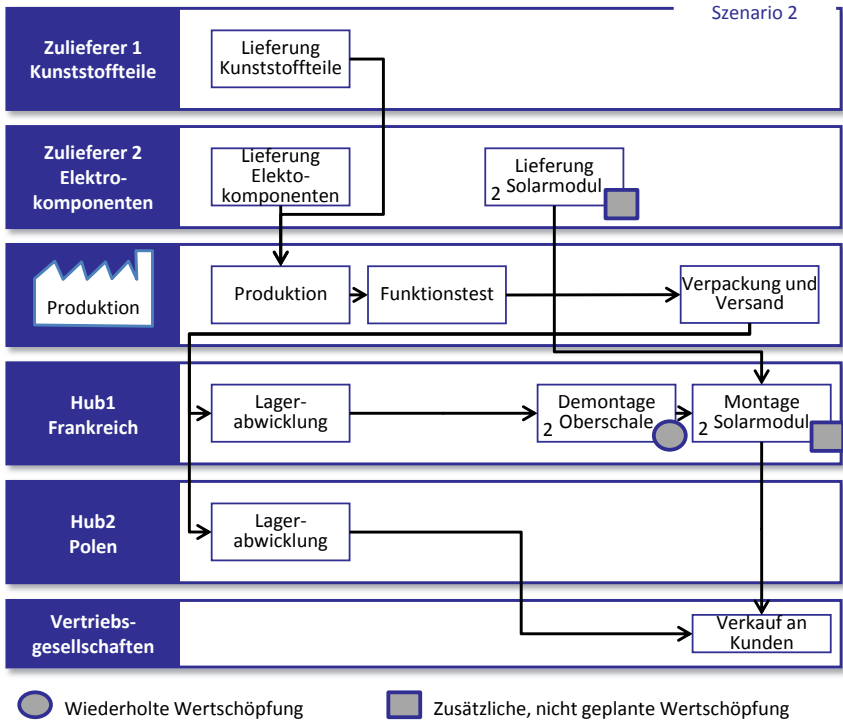 Szenario 2
Zulieferer 1
Kunststoffteile
Lieferung
Kunststoffteile
Zulieferer 2
Elektro-
komponenten
Lieferung
Elekto-
komponenten
Lieferung
2 Solarmodul
Produktion
Produktion
Funktionstest
Verpackung und
Versand
Hub1
Frankreich
Lager-
abwicklung
Demontage
2 Oberschale
Montage
2 Solarmodul
Hub2
Polen
Lager-
abwicklung
Vertriebs-
gesellschaften
Verkauf an
Kunden
Wiederholte Wertschöpfung
Zusätzliche, nicht geplante Wertschöpfung